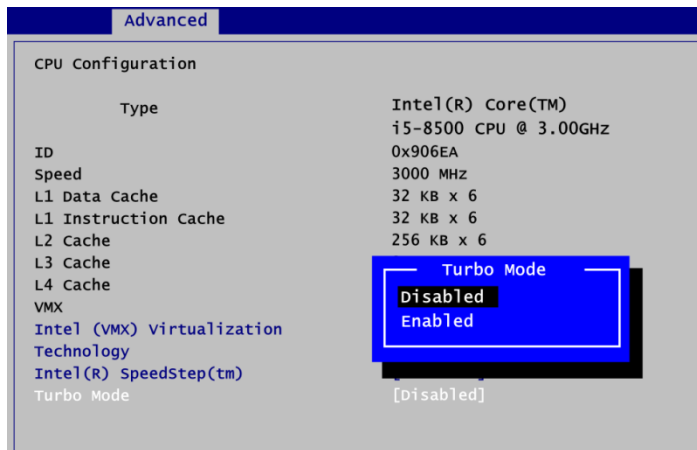 Advanced
CPU Configuration
Type Intel(R) Core(TM)
i5-8500 CPU @ 3.00GHz
ID 0x906EA
Speed 3000 MHz
L1 Data Cache 32 KB x 6
L1 Instruction Cache 32 KB x 6
L2 Cache 256 KB x 6
L3 Cache
L4 Cache
VMX
Intel (VMX) Virtualization
Technology
Intel(R) SpeedStep(tm)
Turbo Mode [Disabled]
Turbo Mode
Disabled
Enabled